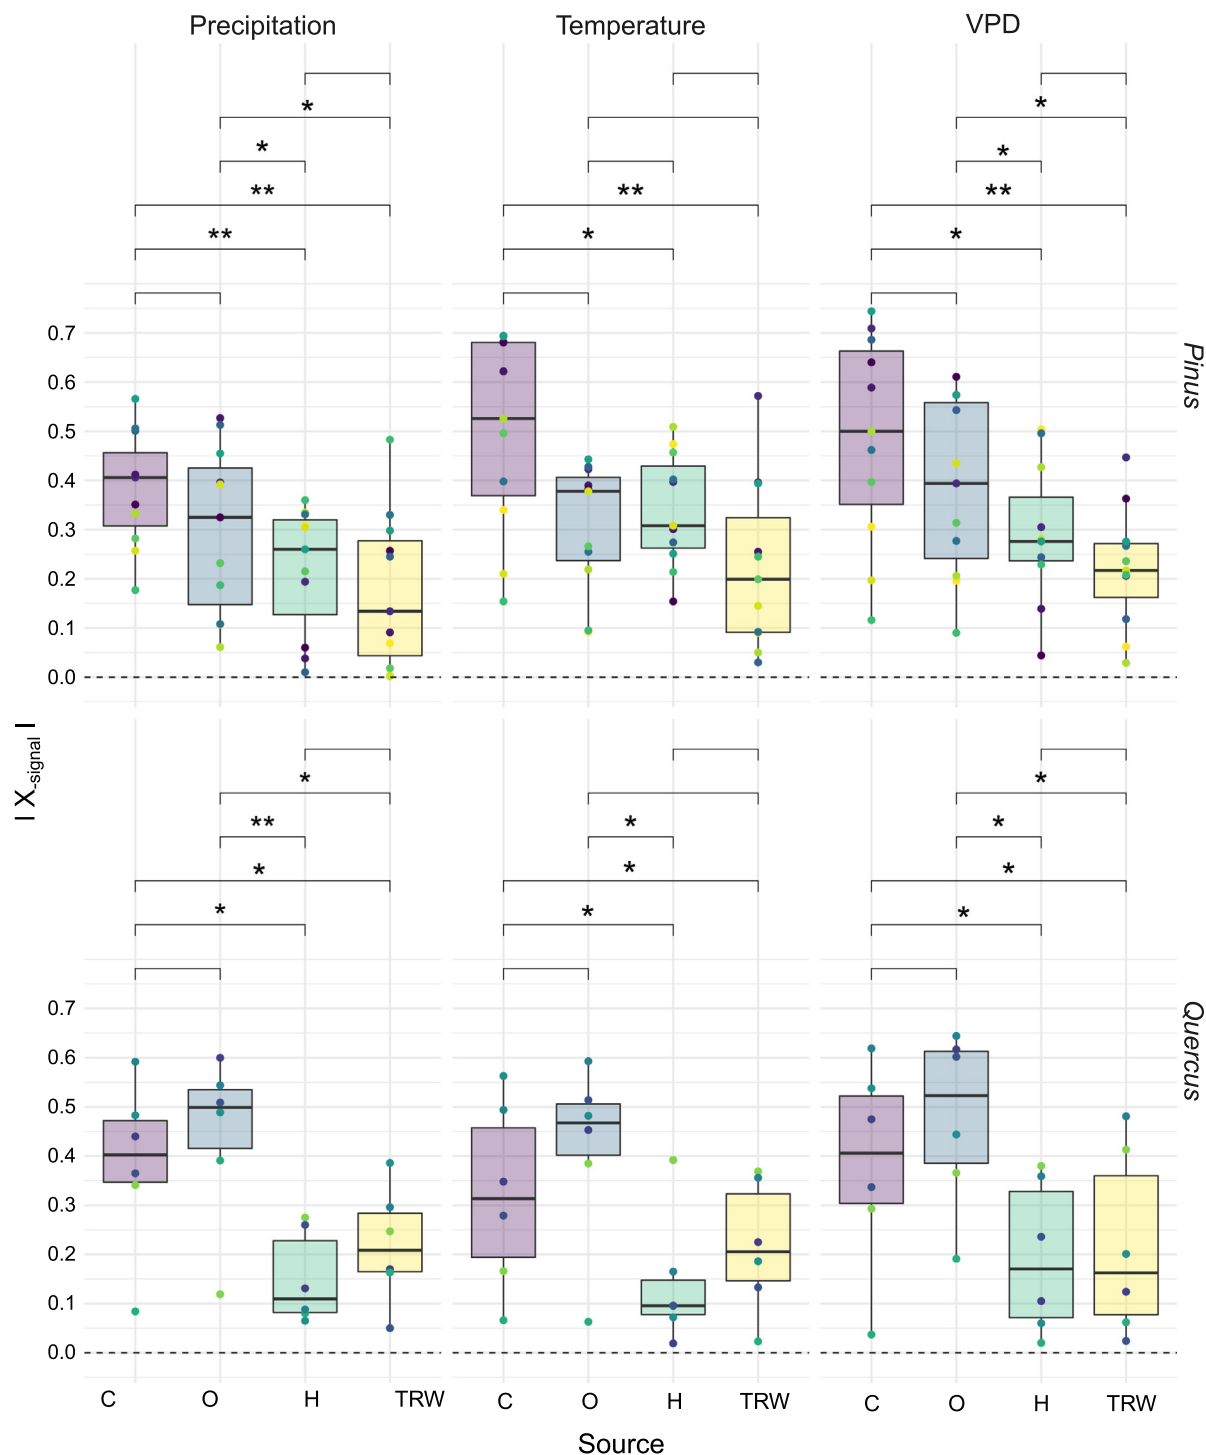 Precipitation Temperature VPD
* *
* *
** ** **
** * *
0.7
0.6
0.5
0.4
0.3
0.2
0.1
0.0
Pinus
| X-signal |
* *
** * *
* * *
* * *
0.7
0.6
0.5
0.4
0.3
0.2
0.1
0.0
Quercus
C O H TRW C O H TRW C O H TRW
Source